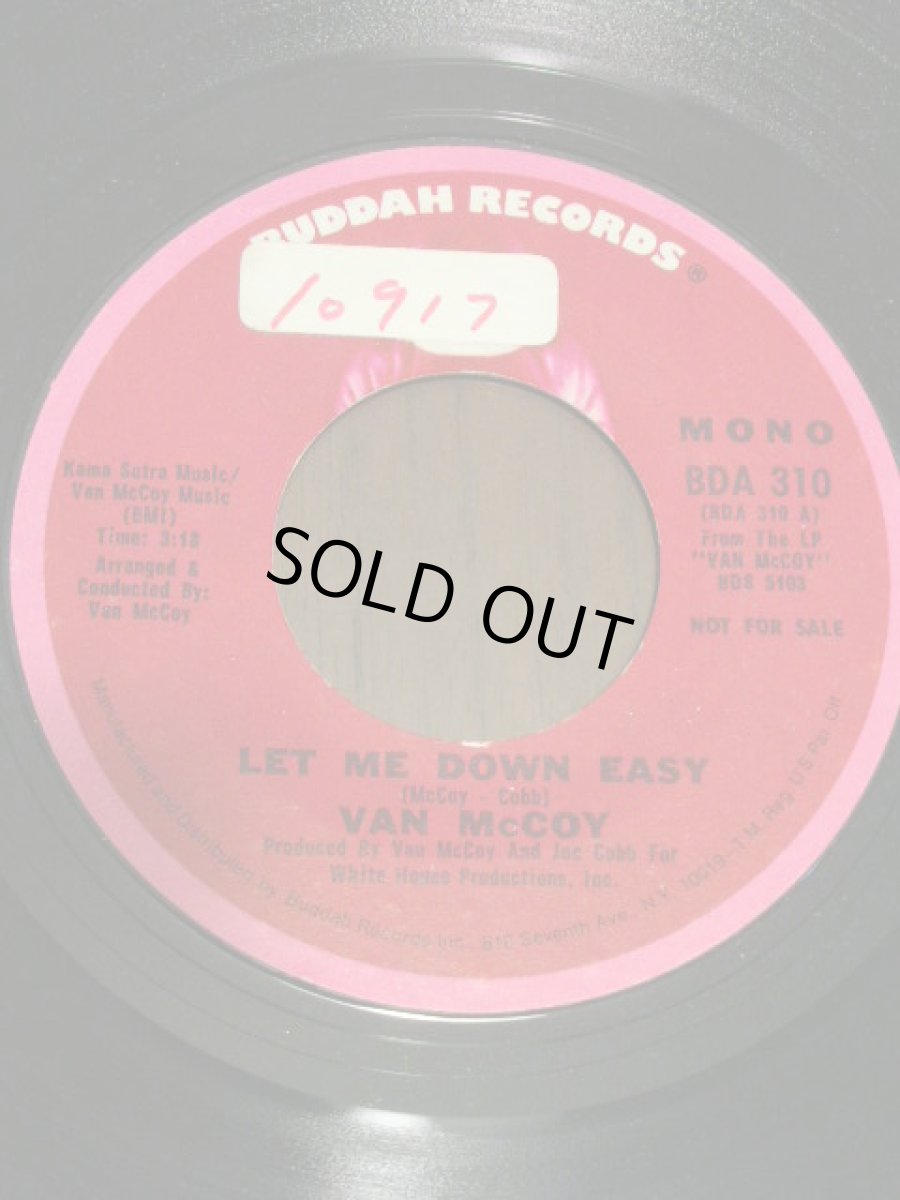 BUDDAH RECORDS®
10917
MONO
BDA 310
(BDA 310 A)
From The LP
"VAN McCOY"
BDS 5103
NOT FOR SALE
Kama Sutra Music/
Van McCoy Music
(BMI)
Time: 3:18
Arranged &
Conducted By:
Van McCoy
SOLD OUT
LET ME DOWN EASY
(McCoy - Cobb)
VAN McCOY
Produced By Van McCoy And Joe Cobb For
White House Productions, Inc.
Manufactured and Distributed by Buddah Records Inc. 810 Seventh Ave., N.Y. 10019 - T.M. Reg U S Pat Off